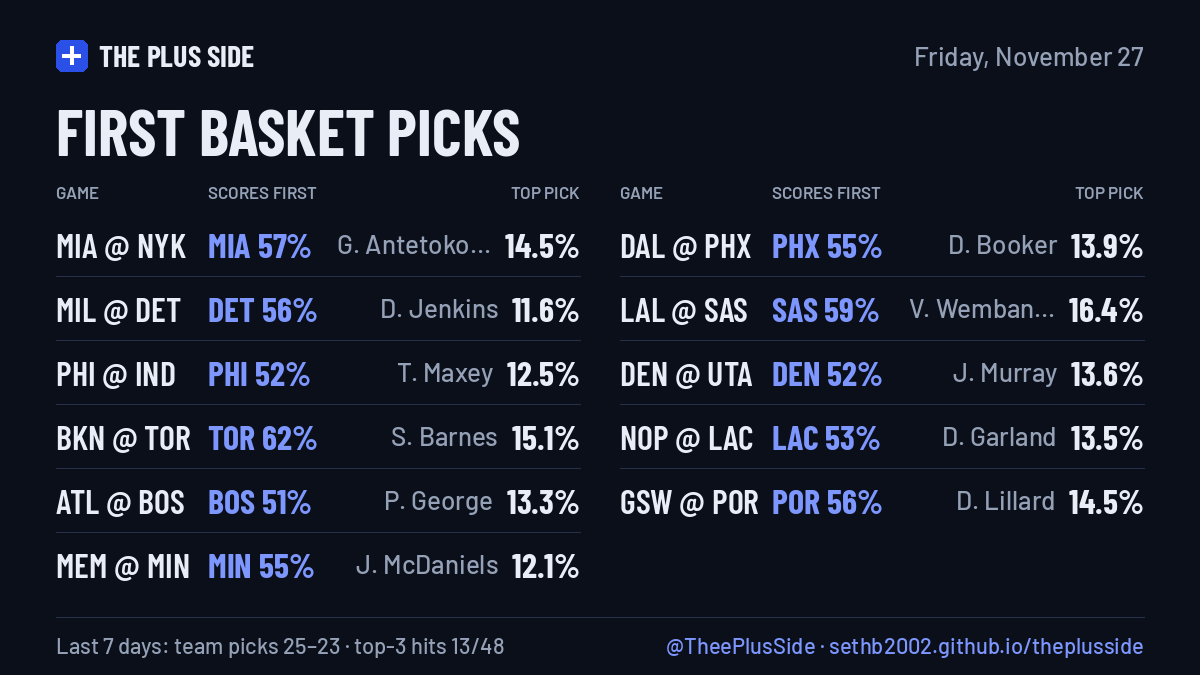 THE PLUS SIDE
Friday, November 27
FIRST BASKET PICKS
GAME SCORES FIRST TOP PICK
MIA @ NYK MIA 57% G. Antetoko... 14.5%
MIL @ DET DET 56% D. Jenkins 11.6%
PHI @ IND PHI 52% T. Maxey 12.5%
BKN @ TOR TOR 62% S. Barnes 15.1%
ATL @ BOS BOS 51% P. George 13.3%
MEM @ MIN MIN 55% J. McDaniels 12.1%
GAME SCORES FIRST TOP PICK
DAL @ PHX PHX 55% D. Booker 13.9%
LAL @ SAS SAS 59% V. Wemban... 16.4%
DEN @ UTA DEN 52% J. Murray 13.6%
NOP @ LAC LAC 53% D. Garland 13.5%
GSW @ POR POR 56% D. Lillard 14.5%
Last 7 days: team picks 25–23 · top-3 hits 13/48
@TheePlusSide · sethb2002.github.io/theplusside